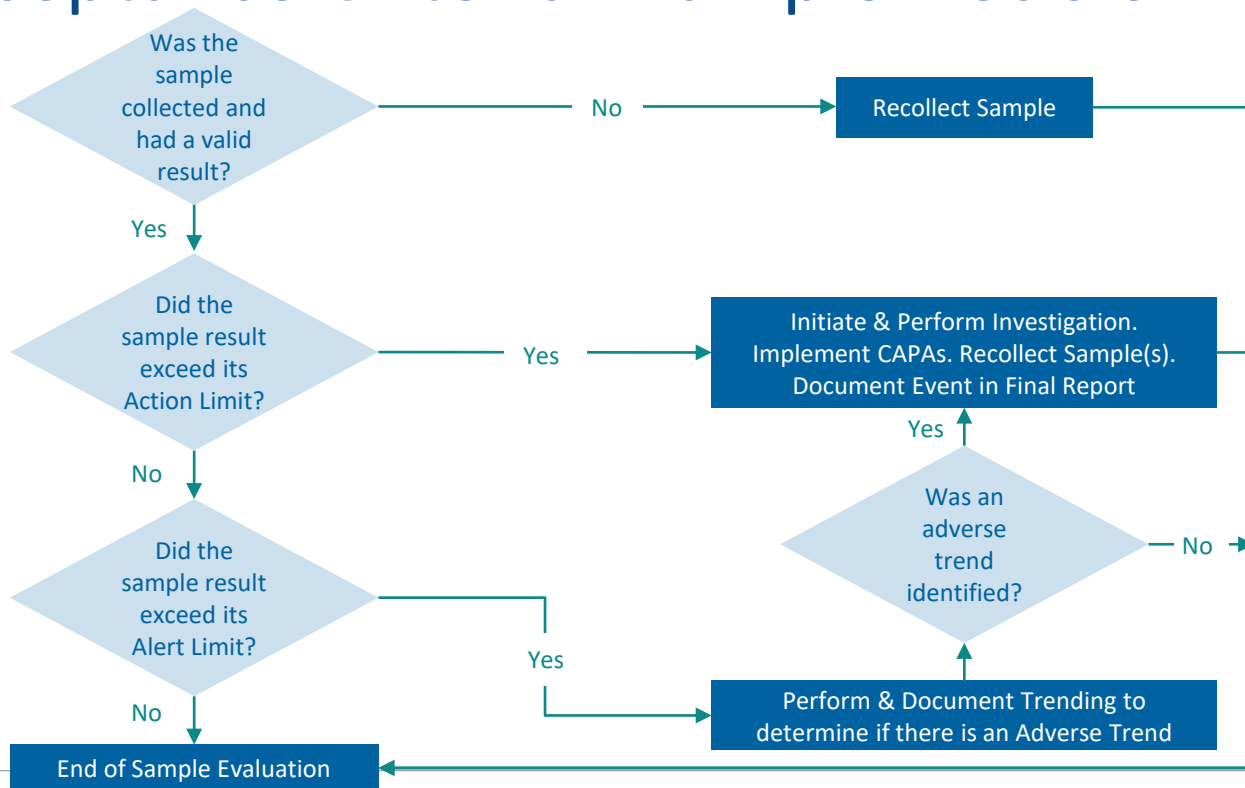 Was the
sample
collected and
had a valid
result?
No
Recollect Sample
Yes
Did the
sample result
exceed its
Action Limit?
Yes
Initiate & Perform Investigation.
Implement CAPAs. Recollect Sample(s).
Document Event in Final Report
Yes
No
Was an
adverse
trend
identified?
No
Did the
sample result
exceed its
Alert Limit?
Yes
Perform & Document Trending to
determine if there is an Adverse Trend
No
End of Sample Evaluation